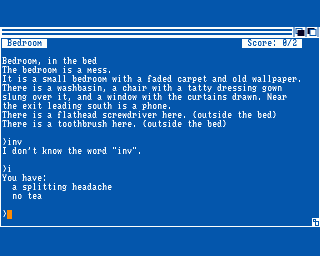 Bedroom Score: 0/2
Bedroom, in the bed
The bedroom is a mess.
It is a small bedroom with a faded carpet and old wallpaper.
There is a washbasin, a chair with a tatty dressing gown
slung over it, and a window with the curtains drawn. Near
the exit leading south is a phone.
There is a flathead screwdriver here. (outside the bed)
There is a toothbrush here. (outside the bed)
>inv
I don't know the word "inv".
>i
You have:
a splitting headache
no tea
>